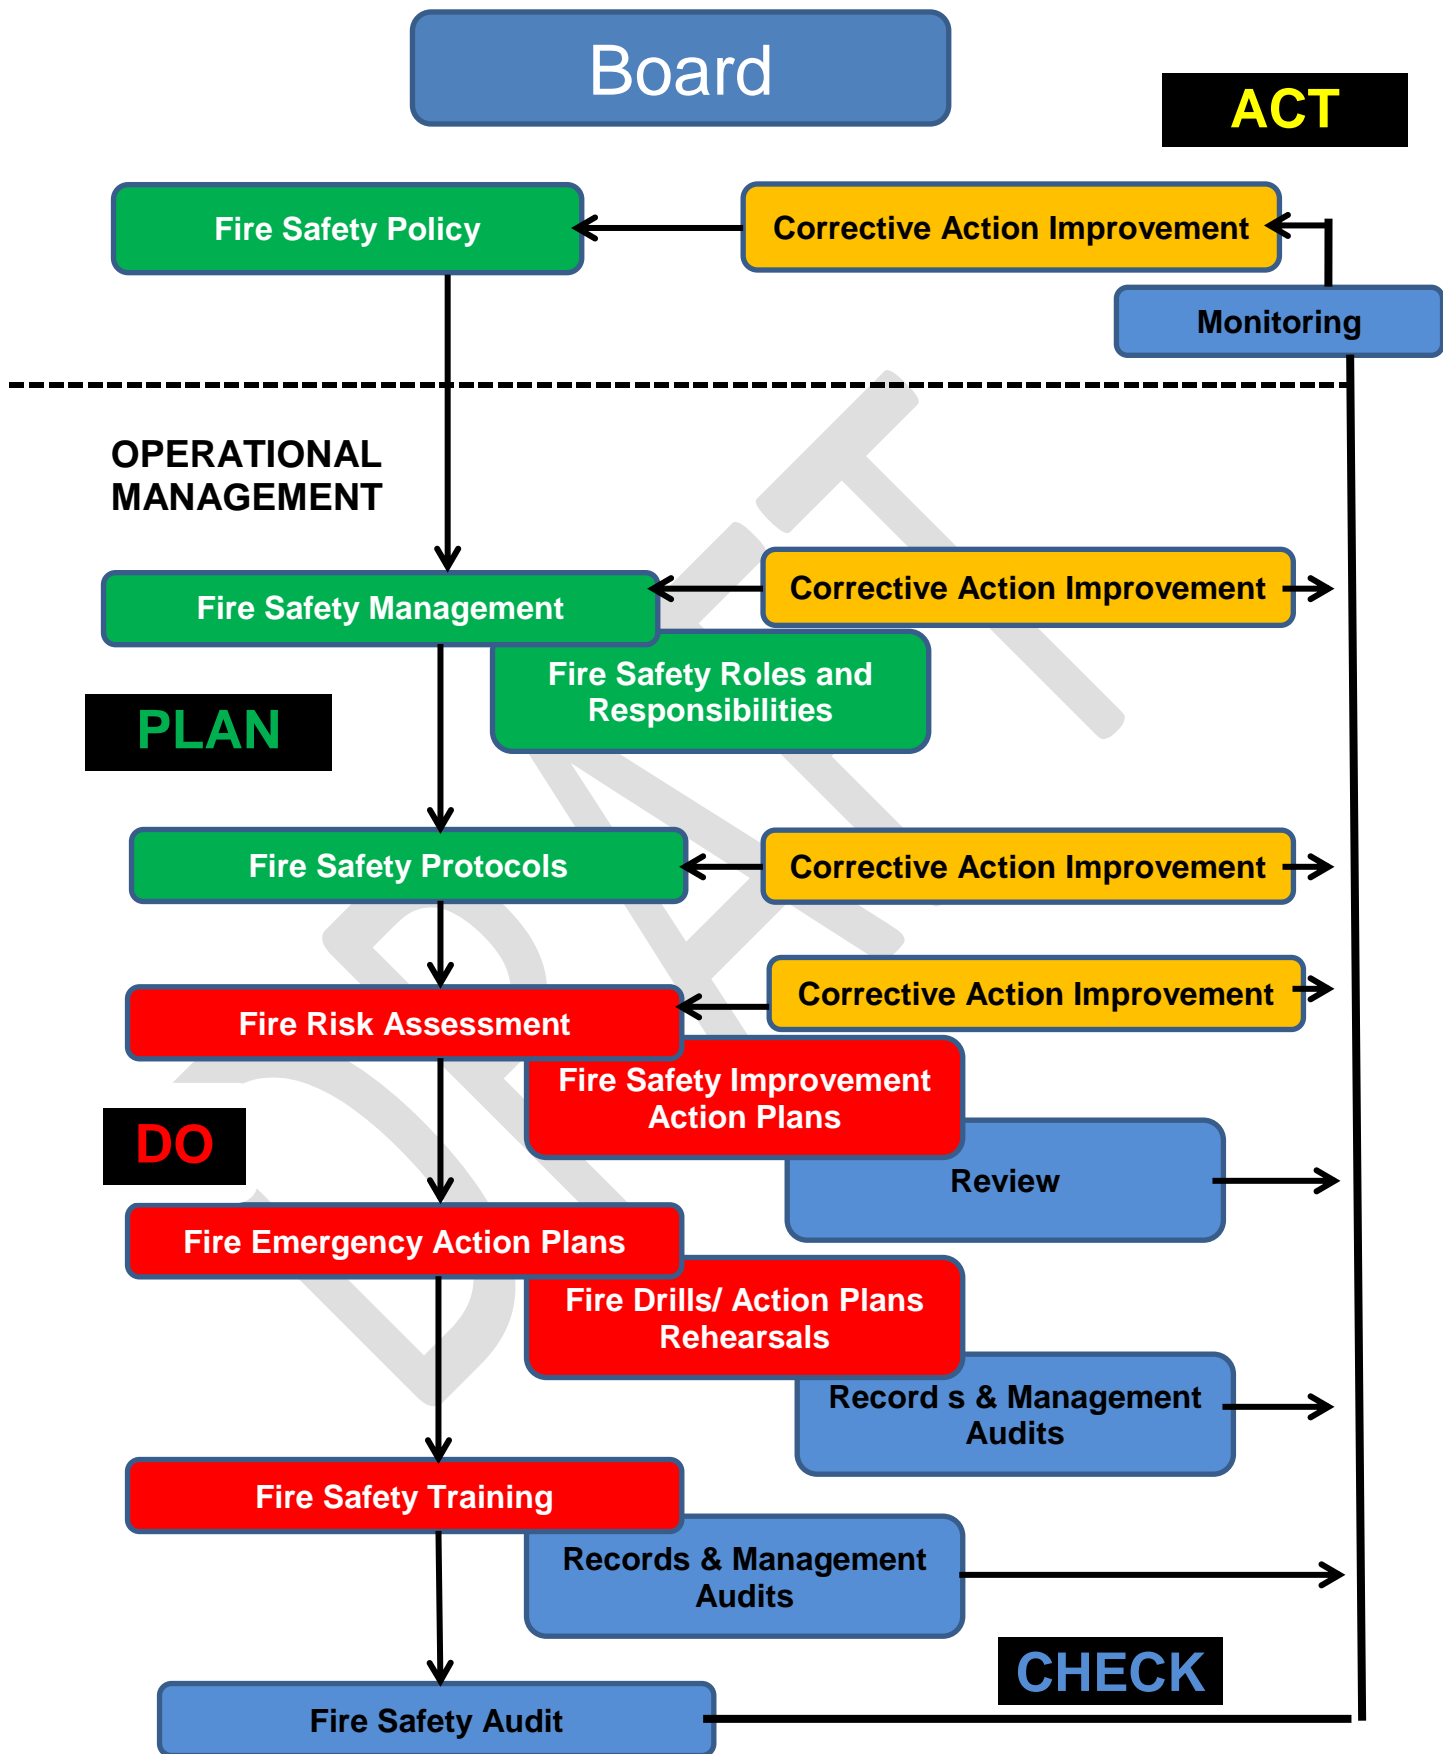 Board
ACT
Fire Safety Policy
Corrective Action Improvement
Monitoring
OPERATIONAL
MANAGEMENT
Fire Safety Management
Corrective Action Improvement
Fire Safety Roles and
Responsibilities
PLAN
Fire Safety Protocols
Corrective Action Improvement
Fire Risk Assessment
Corrective Action Improvement
Fire Safety Improvement
Action Plans
DO
Review
Fire Emergency Action Plans
Fire Drills/ Action Plans
Rehearsals
Record s & Management
Audits
Fire Safety Training
Records & Management
Audits
CHECK
Fire Safety Audit
DRAFT